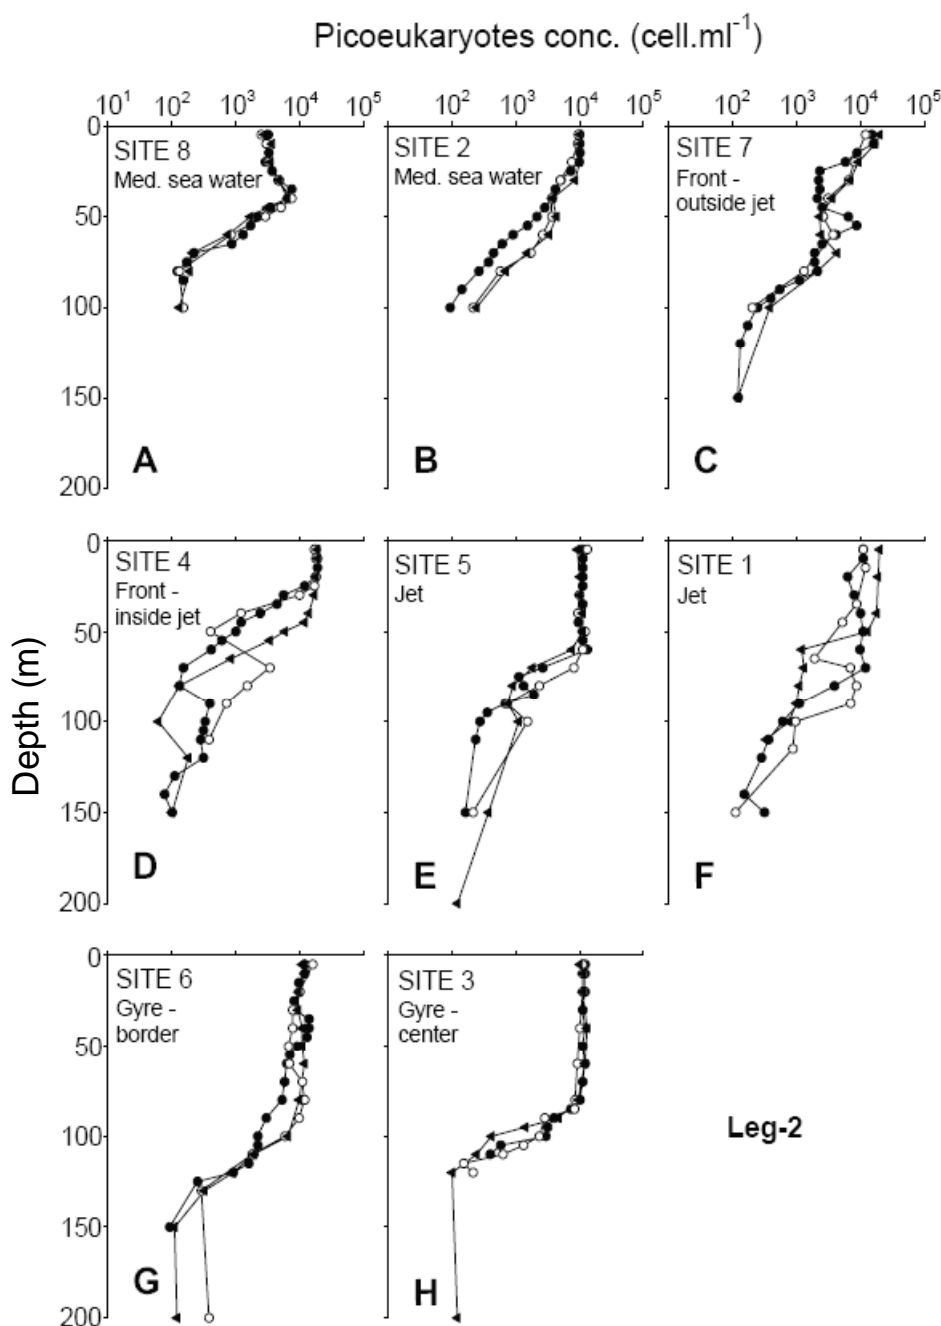 Picoeukaryotes conc. (cell.ml⁻¹)
10¹ 10² 10³ 10⁴ 10⁵ 10² 10³ 10⁴ 10² 10³ 10⁴ 10⁵
0
SITE 8
Med. sea water
50
100
150
A
200
SITE 2
Med. sea water
B
SITE 7
Front -
outside jet
C
Depth (m)
0
SITE 4
Front -
inside jet
50
100
150
D
200
SITE 5
Jet
E
SITE 1
Jet
F
0
SITE 6
Gyre -
border
50
100
150
G
200
SITE 3
Gyre -
center
H
Leg-2